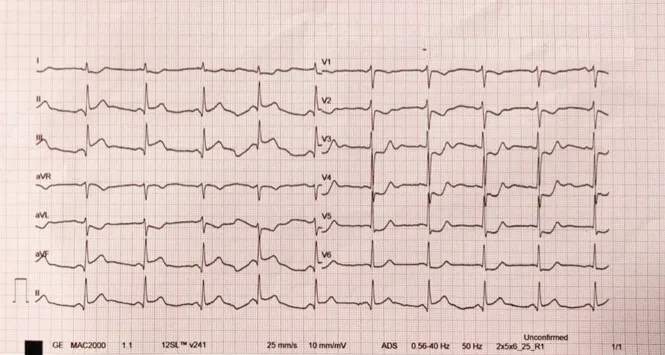 I V1
II V2
III V3
aVR V4
aVL V5
aVF V6
II
GE MAC2000 1.1 12SL™ v241 25 mm/s 10 mm/mV ADS 0.56-40 Hz 50 Hz 2x5x6_25_R1 Unconfirmed 1/1